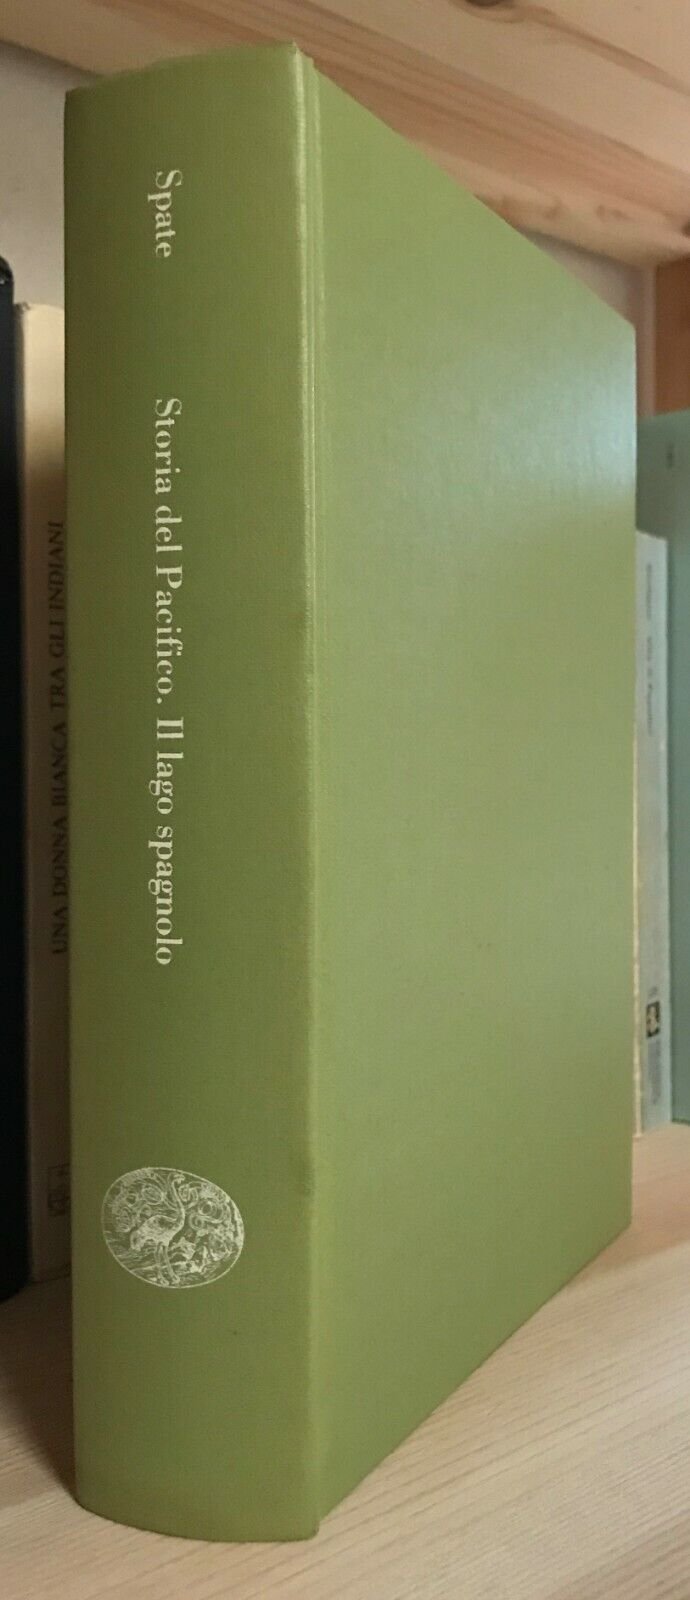 Spate
Storia del Pacifico. Il lago spagnolo
UNA DONNA BIANCA TRA GLI INDIANI